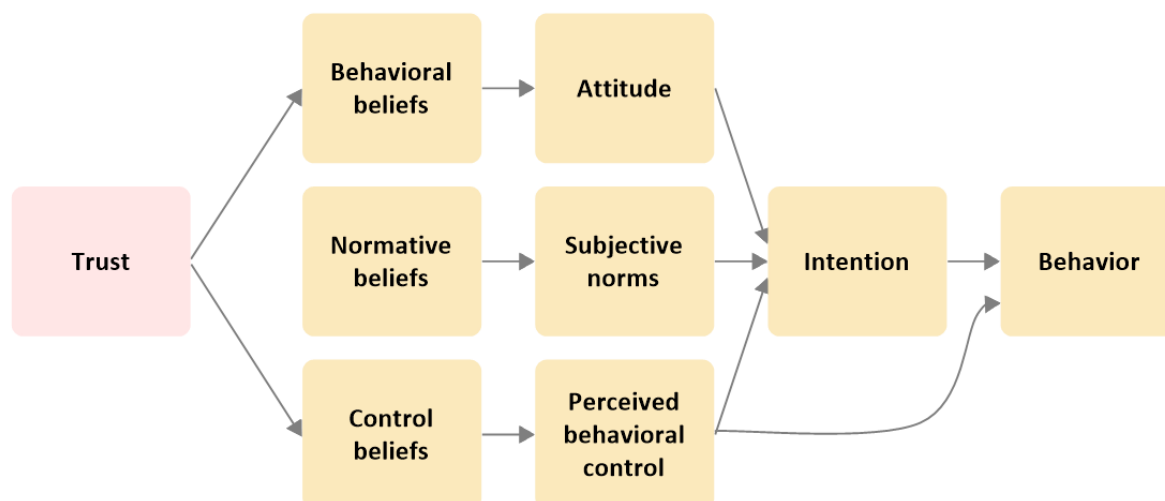 Behavioral
beliefs
Attitude
Trust
Normative
beliefs
Subjective
norms
Intention
Behavior
Control
beliefs
Perceived
behavioral
control